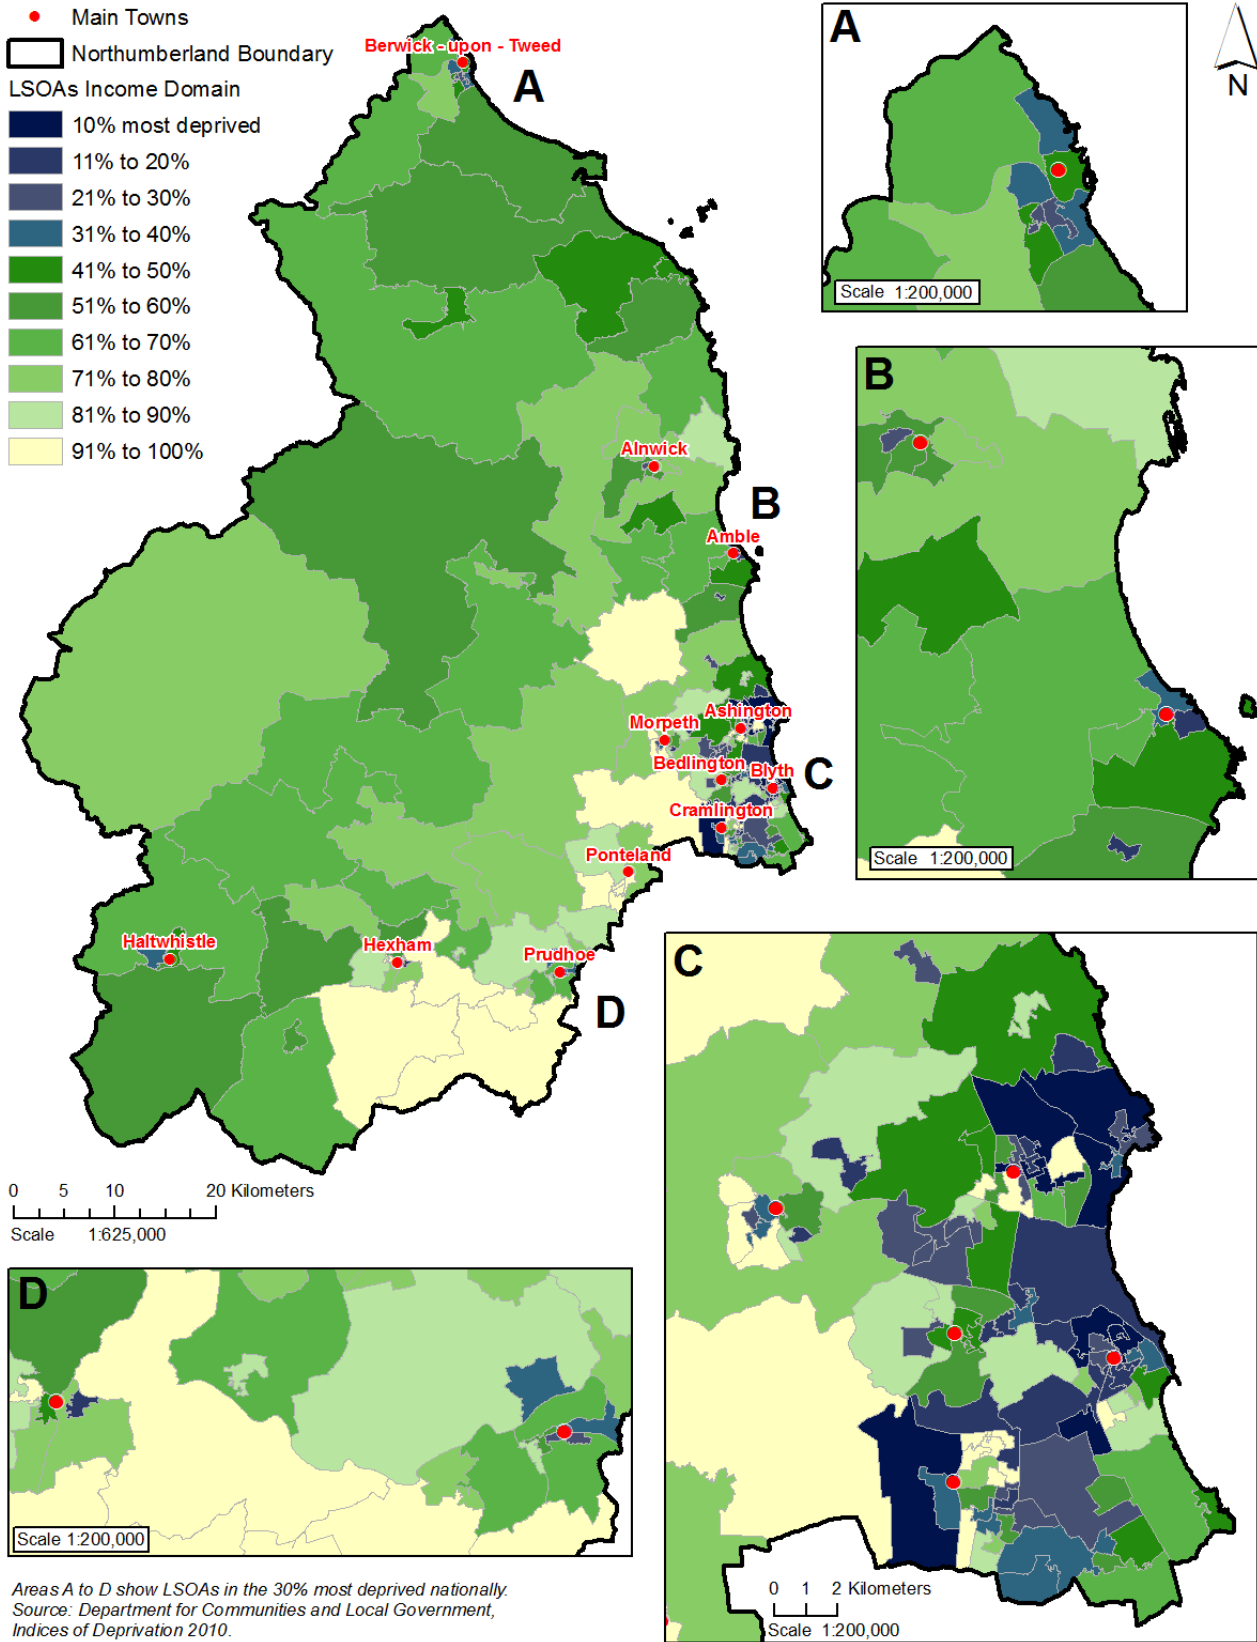 Main Towns
Northumberland Boundary
LSOAs Income Domain
10% most deprived
11% to 20%
21% to 30%
31% to 40%
41% to 50%
51% to 60%
61% to 70%
71% to 80%
81% to 90%
91% to 100%
Berwick - upon - Tweed
A
Alnwick
B
Amble
Ashington
Morpeth
Bedlington
Blyth
C
Cramlington
Ponteland
Haltwhistle
Hexham
Prudhoe
D
0 5 10 20 Kilometers
Scale 1:625,000
A
Scale 1:200,000
N
B
Scale 1:200,000
C
0 1 2 Kilometers
Scale 1:200,000
D
Scale 1:200,000
Areas A to D show LSOAs in the 30% most deprived nationally.
Source: Department for Communities and Local Government,
Indices of Deprivation 2010.